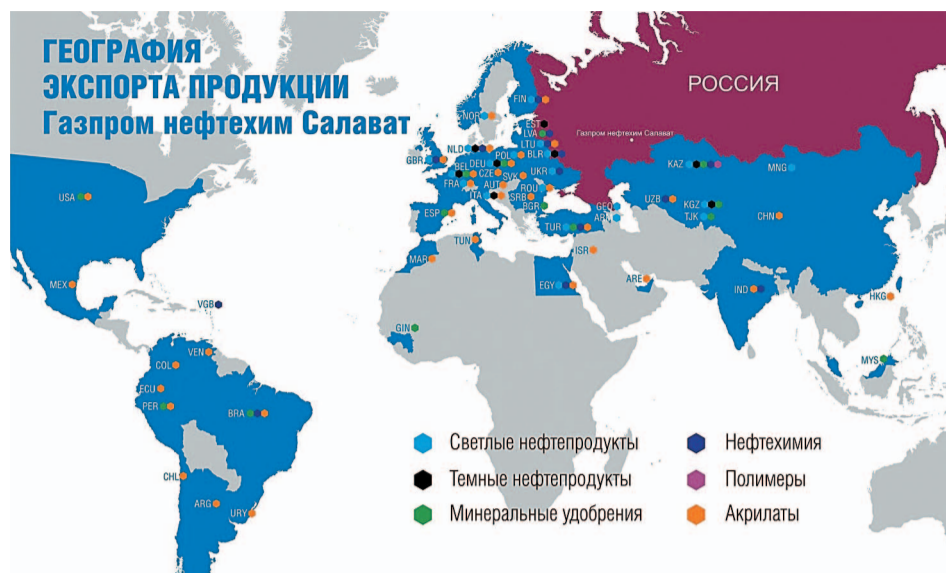 ГЕОГРАФИЯ
ЭКСПОРТА ПРОДУКЦИИ
Газпром нефтехим Салават
РОССИЯ
Газпром нефтехим Салават
FIN
NOR
EST
LVA
LTU
BLR
NLD
GBR
POL
DEU
BEL
CZE
SVK
UKR
FRA
AUT
ROU
ITA
SRB
BGR
GEO
ESP
TUR
TUN
MAR
ISR
EGY
ARE
GIN
KAZ
MNG
UZB
KGZ
TJK
CHN
IND
HKG
MYS
USA
MEX
VGB
VEN
COL
ECU
PER
BRA
CHL
ARG
URY
Светлые нефтепродукты
Темные нефтепродукты
Минеральные удобрения
Нефтехимия
Полимеры
Акрилаты